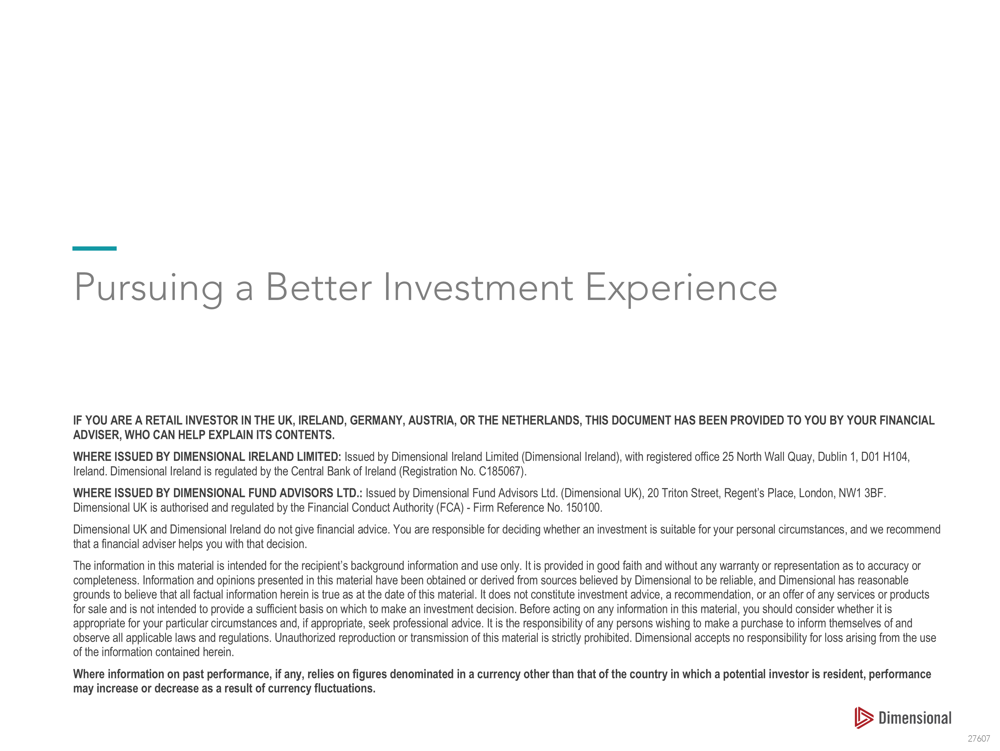 Pursuing a Better Investment Experience
IF YOU ARE A RETAIL INVESTOR IN THE UK, IRELAND, GERMANY, AUSTRIA, OR THE NETHERLANDS, THIS DOCUMENT HAS BEEN PROVIDED TO YOU BY YOUR FINANCIAL
ADVISER, WHO CAN HELP EXPLAIN ITS CONTENTS.
WHERE ISSUED BY DIMENSIONAL IRELAND LIMITED: Issued by Dimensional Ireland Limited (Dimensional Ireland), with registered office 25 North Wall Quay, Dublin 1, D01 H104,
Ireland. Dimensional Ireland is regulated by the Central Bank of Ireland (Registration No. C185067).
WHERE ISSUED BY DIMENSIONAL FUND ADVISORS LTD.: Issued by Dimensional Fund Advisors Ltd. (Dimensional UK), 20 Triton Street, Regent’s Place, London, NW1 3BF.
Dimensional UK is authorised and regulated by the Financial Conduct Authority (FCA) - Firm Reference No. 150100.
Dimensional UK and Dimensional Ireland do not give financial advice. You are responsible for deciding whether an investment is suitable for your personal circumstances, and we recommend
that a financial adviser helps you with that decision.
The information in this material is intended for the recipient’s background information and use only. It is provided in good faith and without any warranty or representation as to accuracy or
completeness. Information and opinions presented in this material have been obtained or derived from sources believed by Dimensional to be reliable, and Dimensional has reasonable
grounds to believe that all factual information herein is true as at the date of this material. It does not constitute investment advice, a recommendation, or an offer of any services or products
for sale and is not intended to provide a sufficient basis on which to make an investment decision. Before acting on any information in this material, you should consider whether it is
appropriate for your particular circumstances and, if appropriate, seek professional advice. It is the responsibility of any persons wishing to make a purchase to inform themselves of and
observe all applicable laws and regulations. Unauthorized reproduction or transmission of this material is strictly prohibited. Dimensional accepts no responsibility for loss arising from the use
of the information contained herein.
Where information on past performance, if any, relies on figures denominated in a currency other than that of the country in which a potential investor is resident, performance
may increase or decrease as a result of currency fluctuations.
Dimensional
27607